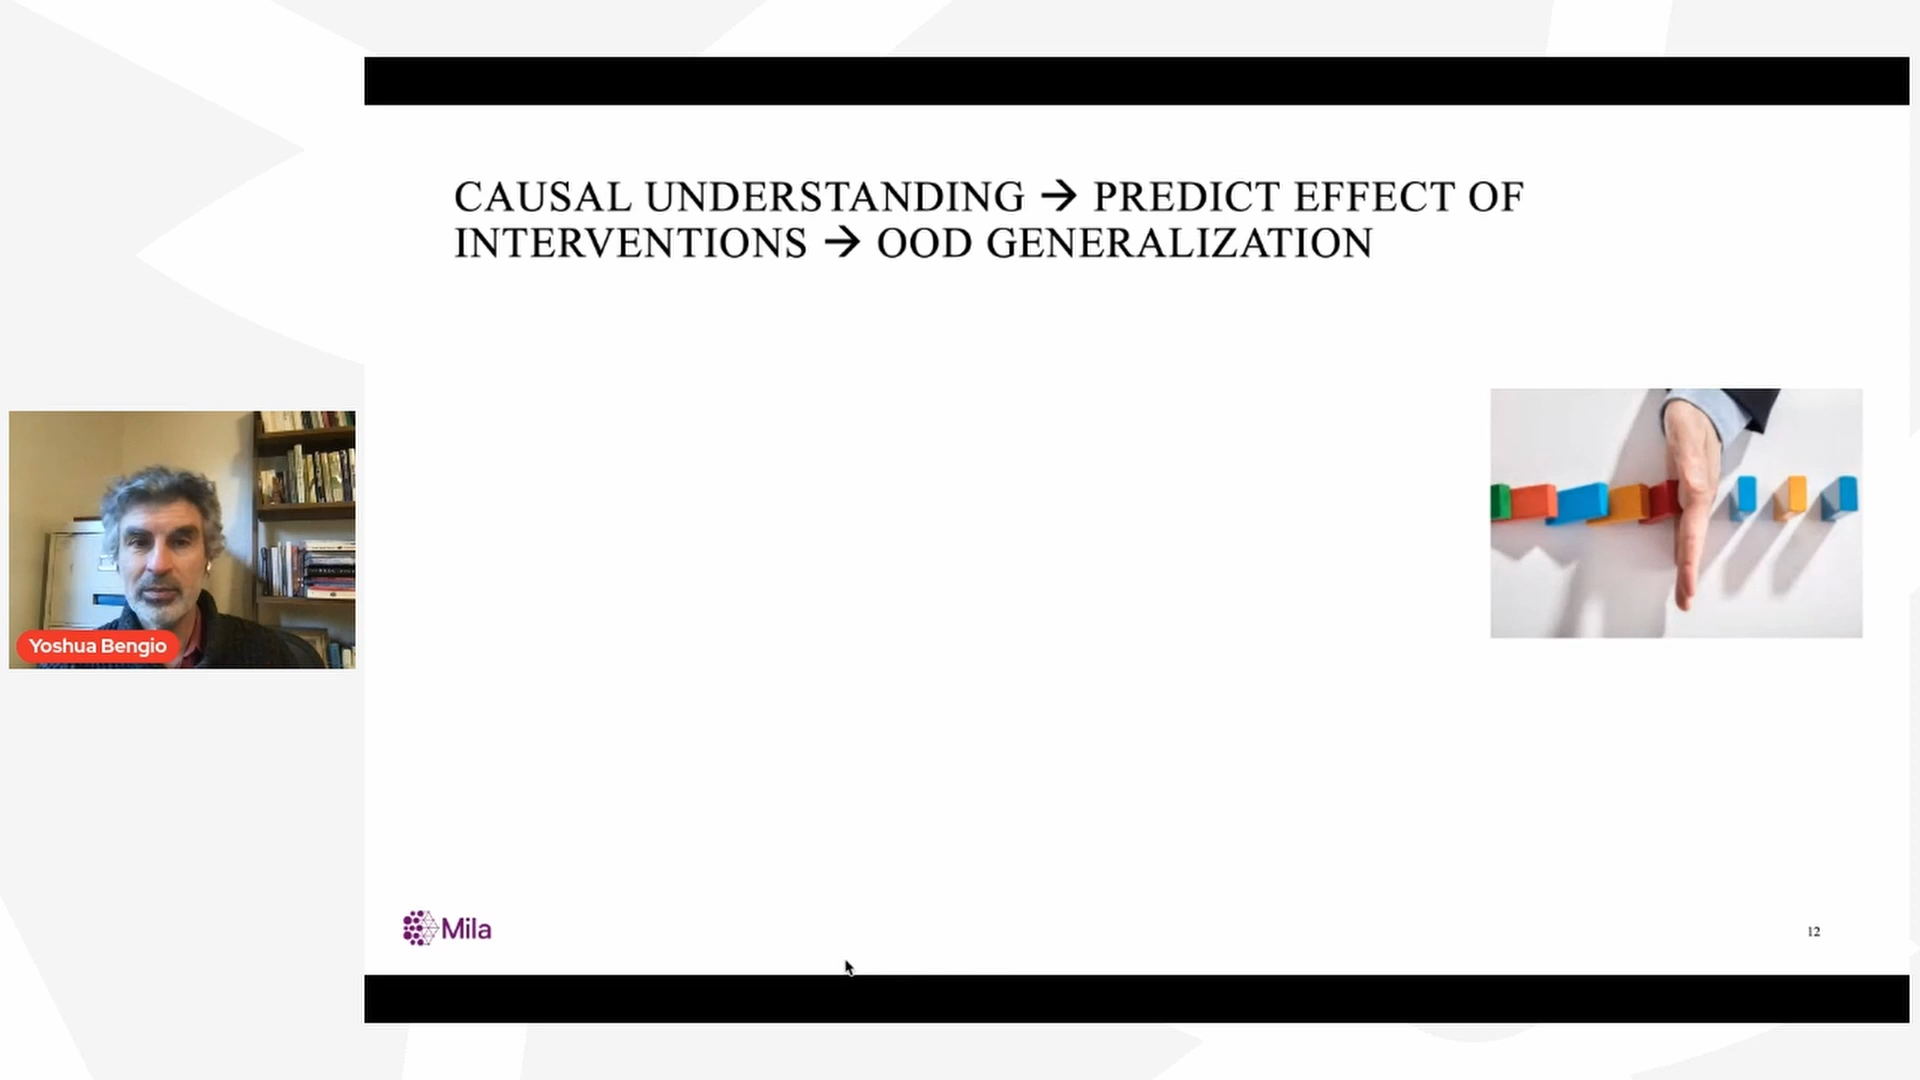 CAUSAL UNDERSTANDING → PREDICT EFFECT OF
INTERVENTIONS → OOD GENERALIZATION
Yoshua Bengio
Mila
12